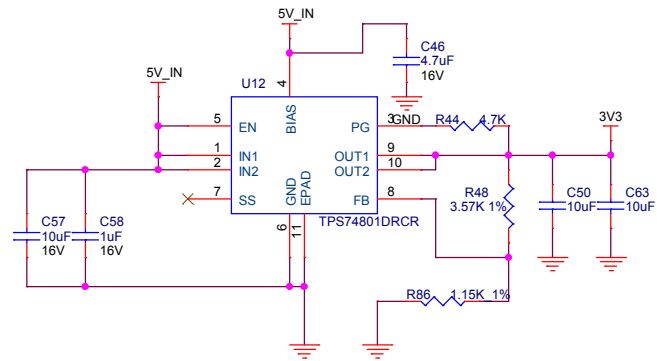 5V_IN
C46
4.7uF
16V
5V_IN
U12
4
BIAS
5
EN
PG
3
GND
R44
4.7K
3V3
1
IN1
OUT1
9
2
IN2
OUT2
10
7
SS
GND
EPAD
FB
8
R48
3.57K 1%
C50
10uF
C63
10uF
TPS74801DRCR
6
11
C57
10uF
16V
C58
1uF
16V
R86
1.15K_1%